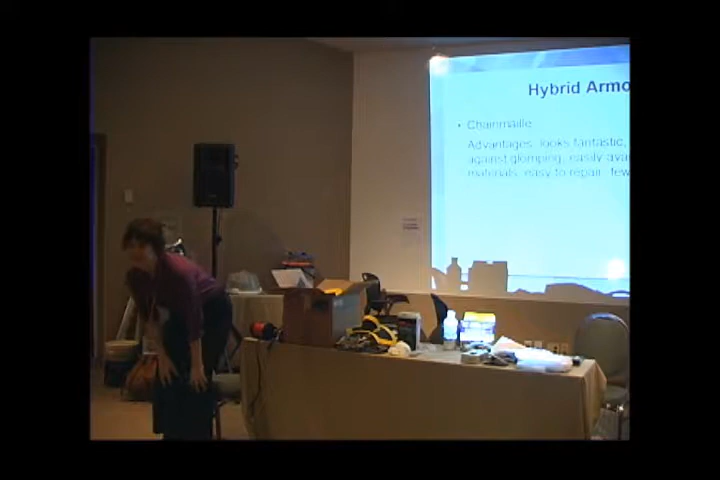 Hybrid Armo
• Chainmaille
Advantages, looks fantastic,
against glomping, easily avai
materials, easy to repair, few